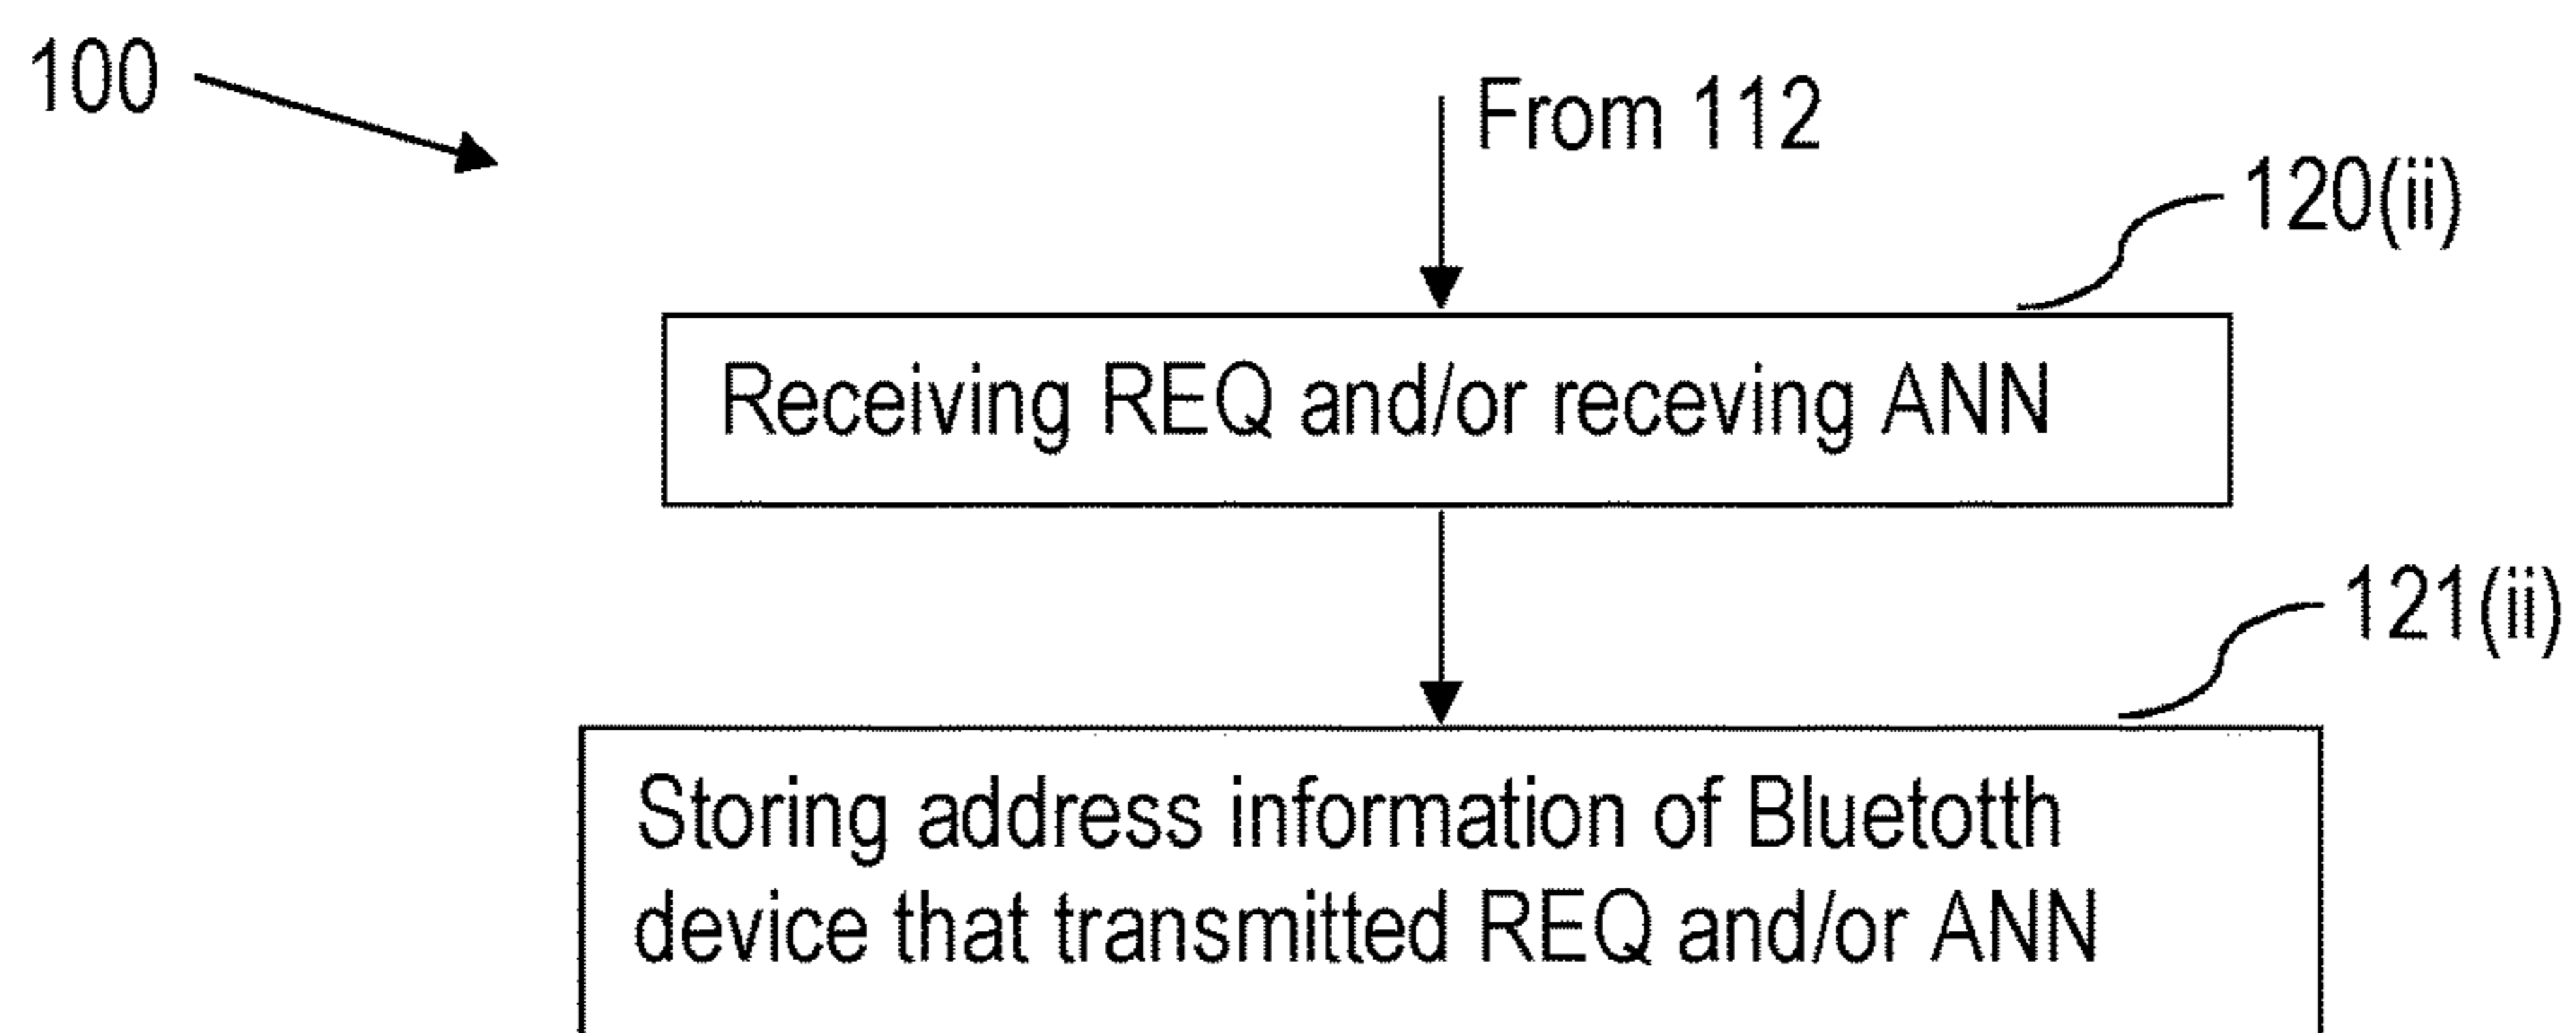 100
From 112
120(ii)
Receiving REQ and/or receving ANN
121(ii)
Storing address information of Bluetotth
device that transmitted REQ and/or ANN